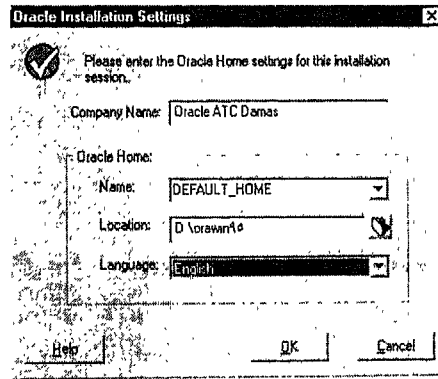 Oracle Installation Settings
Please enter the Oracle Home settings for this installation
session.
Company Name: Oracle ATC Damas
Oracle Home:
Name: DEFAULT_HOME
Location:
Language: English
Help OK Cancel